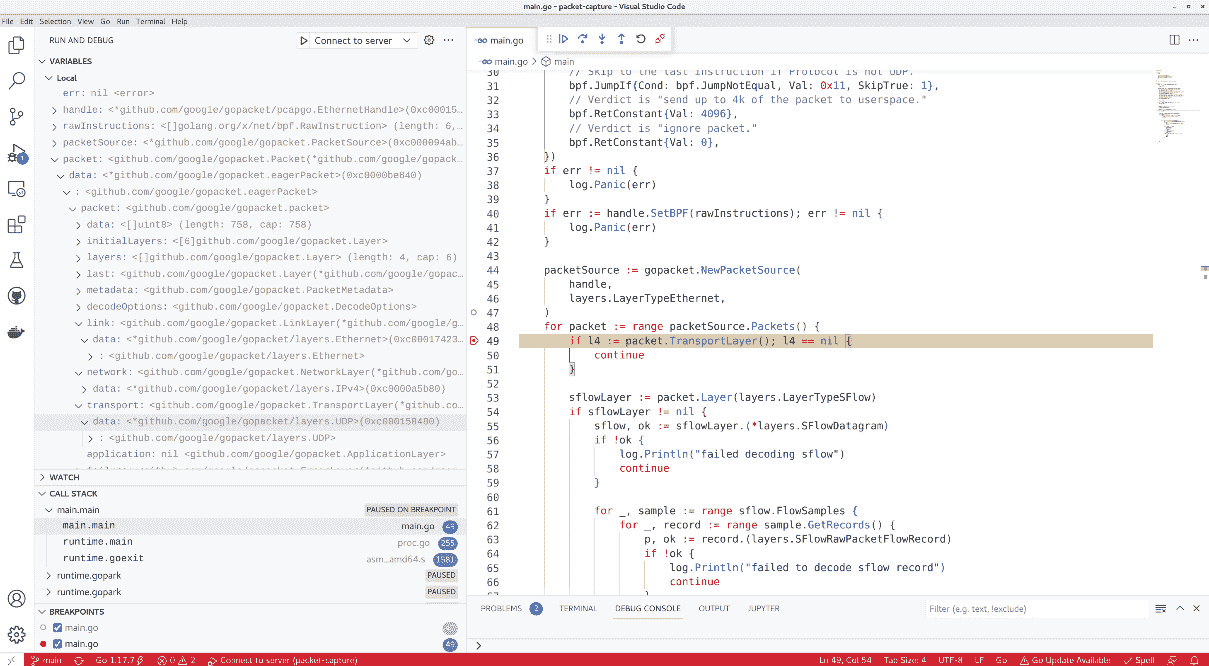 main.go - packet-capture - Visual Studio Code
File Edit Selection View Go Run Terminal Help
RUN AND DEBUG
Connect to server
VARIABLES
Local
err: nil <error>
handle: <*github.com/google/gopacket/pcapgo.EthernetHandle>(0xc00015…
rawInstructions: <[]golang.org/x/net/bpf.RawInstruction> (length: 6,…
packetSource: <*github.com/google/gopacket.PacketSource>(0xc000094ab…
packet: <github.com/google/gopacket.Packet(*github.com/google/gopack…
data: <*github.com/google/gopacket.eagerPacket>(0xc0000be840)
: <github.com/google/gopacket.eagerPacket>
packet: <github.com/google/gopacket.packet>
data: <[]uint8> (length: 758, cap: 758)
initialLayers: <[6]github.com/google/gopacket.Layer>
layers: <[]github.com/google/gopacket.Layer> (length: 4, cap: 6)
last: <github.com/google/gopacket.Layer(*github.com/google/gopac…
metadata: <github.com/google/gopacket.PacketMetadata>
decodeOptions: <github.com/google/gopacket.DecodeOptions>
link: <github.com/google/gopacket.LinkLayer(*github.com/google/g…
data: <*github.com/google/gopacket/layers.Ethernet>(0xc00017423…
: <github.com/google/gopacket/layers.Ethernet>
network: <github.com/google/gopacket.NetworkLayer(*github.com/go…
data: <*github.com/google/gopacket/layers.IPv4>(0xc0000a5b80)
transport: <github.com/google/gopacket.TransportLayer(*github.co…
data: <*github.com/google/gopacket/layers.UDP>(0xc000158400)
: <github.com/google/gopacket/layers.UDP>
application: nil <github.com/google/gopacket.ApplicationLayer>
WATCH
CALL STACK
main.main PAUSED ON BREAKPOINT
main.main main.go 49
runtime.main proc.go 255
runtime.goexit asm_amd64.s 1581
runtime.gopark PAUSED
runtime.gopark PAUSED
BREAKPOINTS
main.go
main.go 49
main.go
main.go > main
30 // Skip to the last instruction if Protocol is not UDP.
31 bpf.JumpIf{Cond: bpf.JumpNotEqual, Val: 0x11, SkipTrue: 1},
32 // Verdict is "send up to 4k of the packet to userspace."
33 bpf.RetConstant{Val: 4096},
34 // Verdict is "ignore packet."
35 bpf.RetConstant{Val: 0},
36 })
37 if err != nil {
38 log.Panic(err)
39 }
40 if err := handle.SetBPF(rawInstructions); err != nil {
41 log.Panic(err)
42 }
43
44 packetSource := gopacket.NewPacketSource(
45 handle,
46 layers.LayerTypeEthernet,
47 )
48 for packet := range packetSource.Packets() {
49 if l4 := packet.TransportLayer(); l4 == nil {
50 continue
51 }
52
53 sflowLayer := packet.Layer(layers.LayerTypeSFlow)
54 if sflowLayer != nil {
55 sflow, ok := sflowLayer.(*layers.SFlowDatagram)
56 if !ok {
57 log.Println("failed decoding sflow")
58 continue
59 }
60
61 for _, sample := range sflow.FlowSamples {
62 for _, record := range sample.GetRecords() {
63 p, ok := record.(layers.SFlowRawPacketFlowRecord)
64 if !ok {
65 log.Println("failed to decode sflow record")
66 continue
PROBLEMS 2 TERMINAL DEBUG CONSOLE OUTPUT JUPYTER Filter (e.g. text, !exclude)
main Go 1.17.7 0 2 Connect to server (packet-capture) Ln 49, Col 54 Tab Size: 4 UTF-8 LF Go Go Update Available Spell